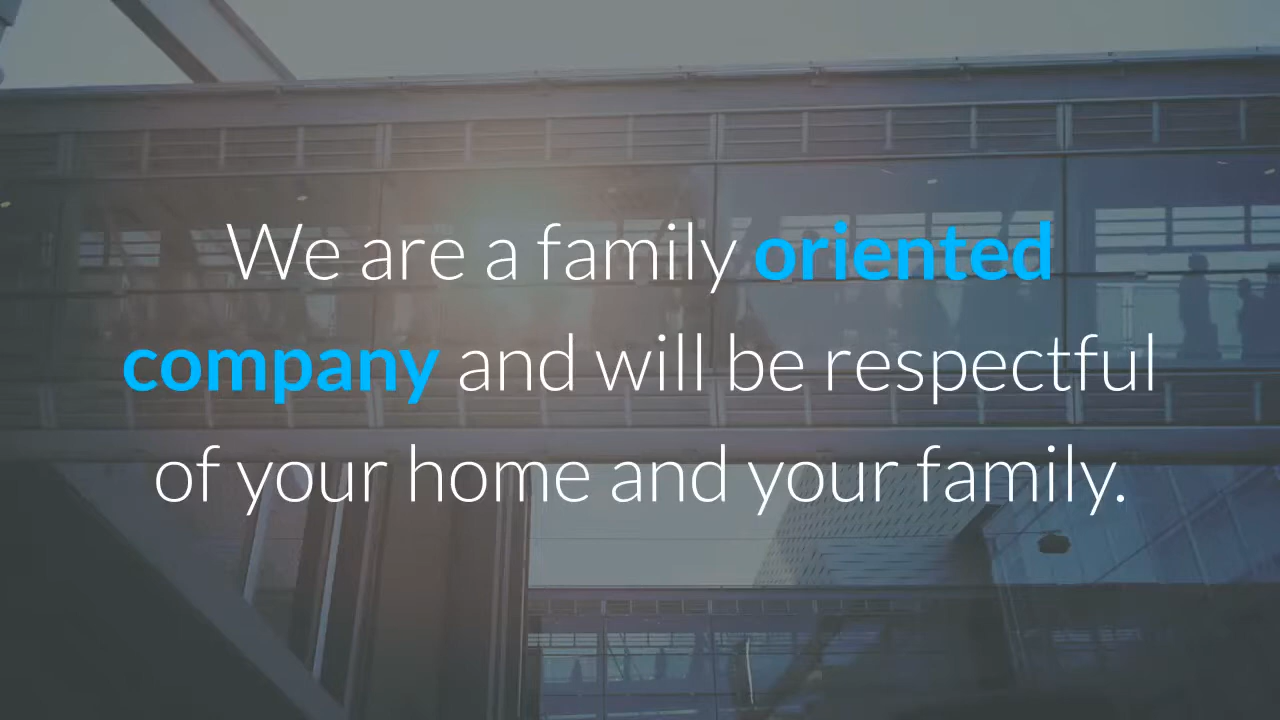 We are a family oriented
company and will be respectful
of your home and your family.